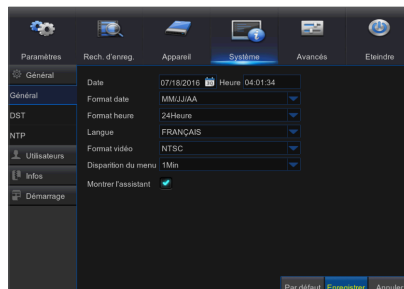 Paramètres Rech. d'enreg. Appareil Système Avancés Eteindre
Général
Général
DST
NTP
Utilisateurs
Infos
Démarrage
Date 07/18/2016 Heure 04:01:34
Format date MM/JJ/AA
Format heure 24Heure
Langue FRANÇAIS
Format vidéo NTSC
Disparition du menu 1Min
Montrer l'assistant
Par défaut Enregistrer Annuler